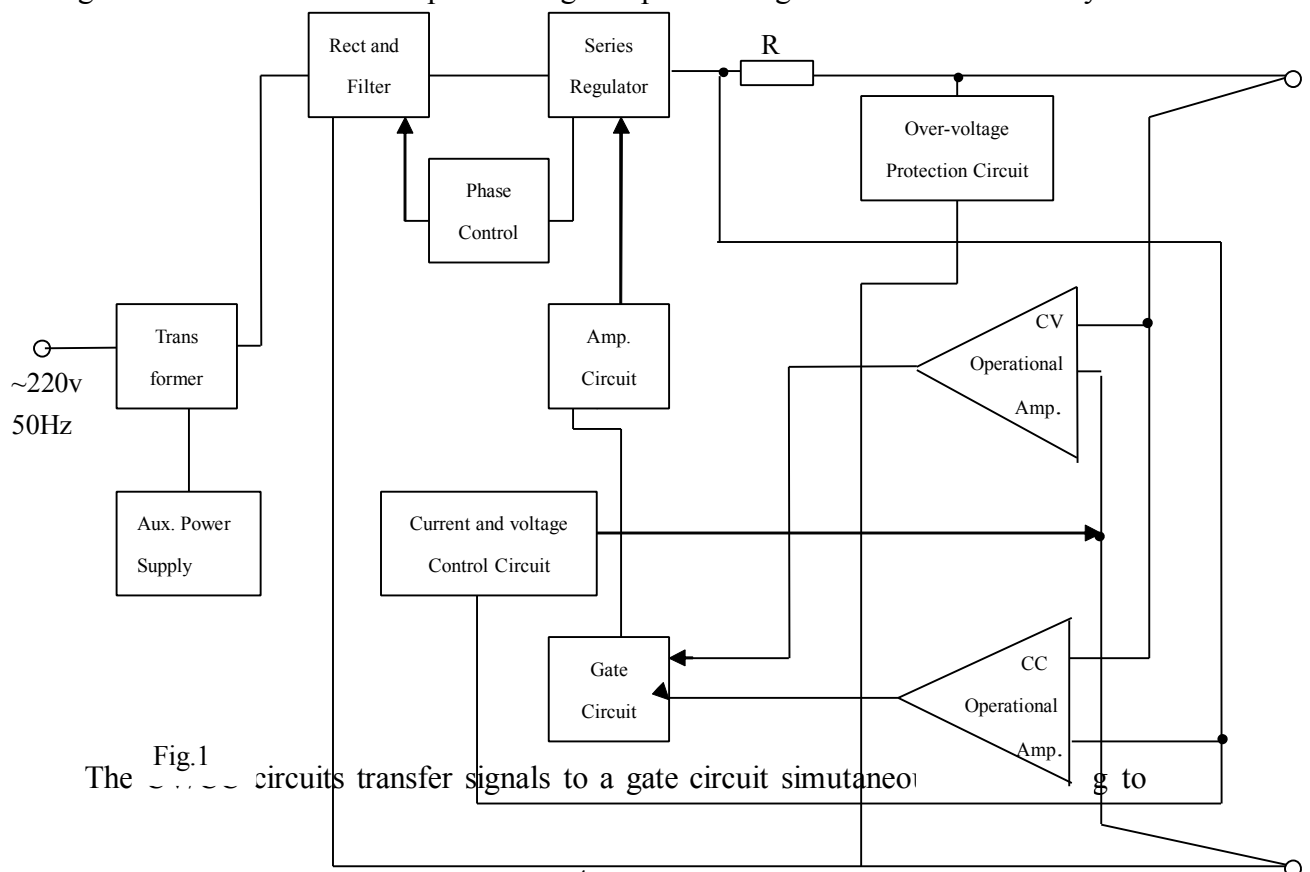 Rect and
Filter
Series
Regulator
R
Over-voltage
Protection Circuit
Phase
Control
Trans
former
~220v
50Hz
Amp.
Circuit
CV
Operational
Amp.
Aux. Power
Supply
Current and voltage
Control Circuit
Gate
Circuit
CC
Operational
Amp.
Fig.1
The circuits transfer signals to a gate circuit to